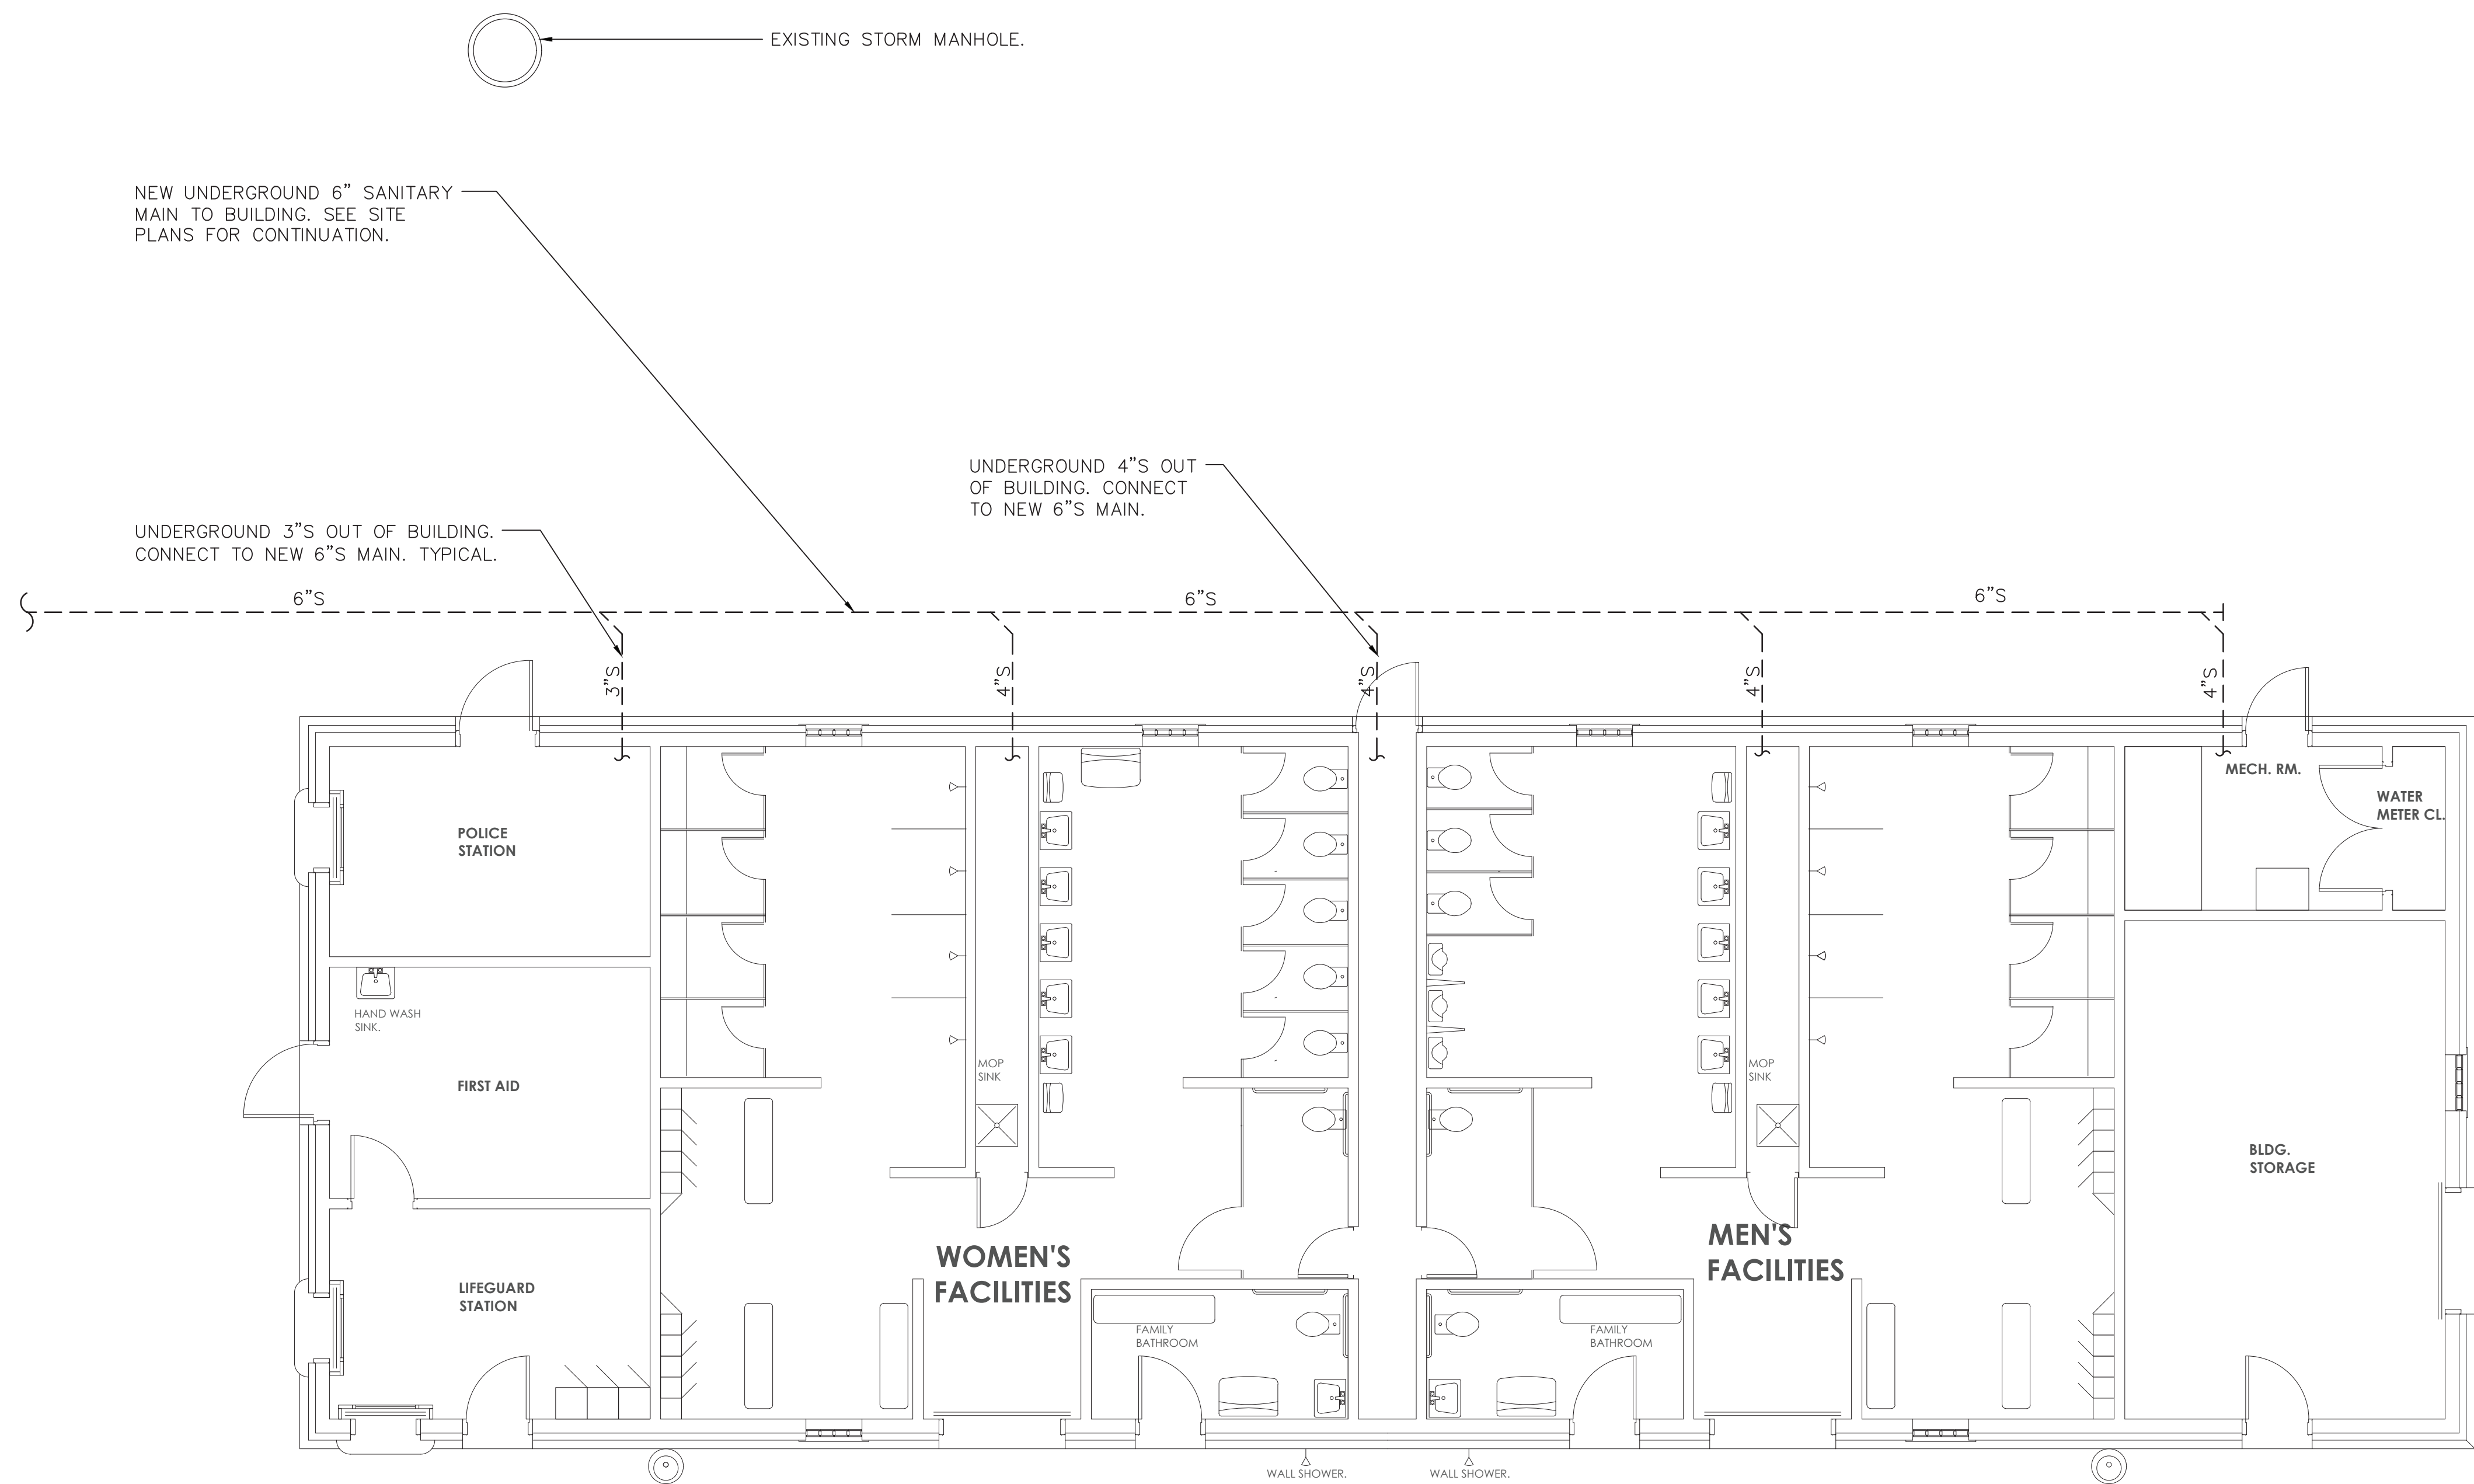 EXISTING STORM MANHOLE.
NEW UNDERGROUND 6" SANITARY
MAIN TO BUILDING. SEE SITE
PLANS FOR CONTINUATION.
UNDERGROUND 4"S OUT
OF BUILDING. CONNECT
TO NEW 6"S MAIN.
UNDERGROUND 3"S OUT OF BUILDING.
CONNECT TO NEW 6"S MAIN. TYPICAL.
6"S
6"S
6"S
3"S
4"S
4"S
4"S
4"S
MECH. RM.
WATER
METER CL.
POLICE
STATION
HAND WASH
SINK.
FIRST AID
MOP
SINK
MOP
SINK
BLDG.
STORAGE
WOMEN'S
FACILITIES
MEN'S
FACILITIES
LIFEGUARD
STATION
FAMILY
BATHROOM
FAMILY
BATHROOM
WALL SHOWER.
WALL SHOWER.